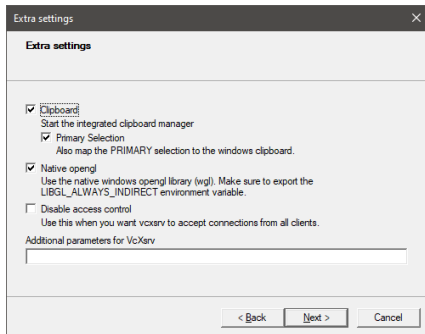 Extra settings
Extra settings
Clipboard
Start the integrated clipboard manager
Primary Selection
Also map the PRIMARY selection to the windows clipboard.
Native opengl
Use the native windows opengl library (wgl). Make sure to export the
LIBGL_ALWAYS_INDIRECT environment variable.
Disable access control
Use this when you want vcxsrv to accept connections from all clients.
Additional parameters for VcXsrv
< Back Next > Cancel